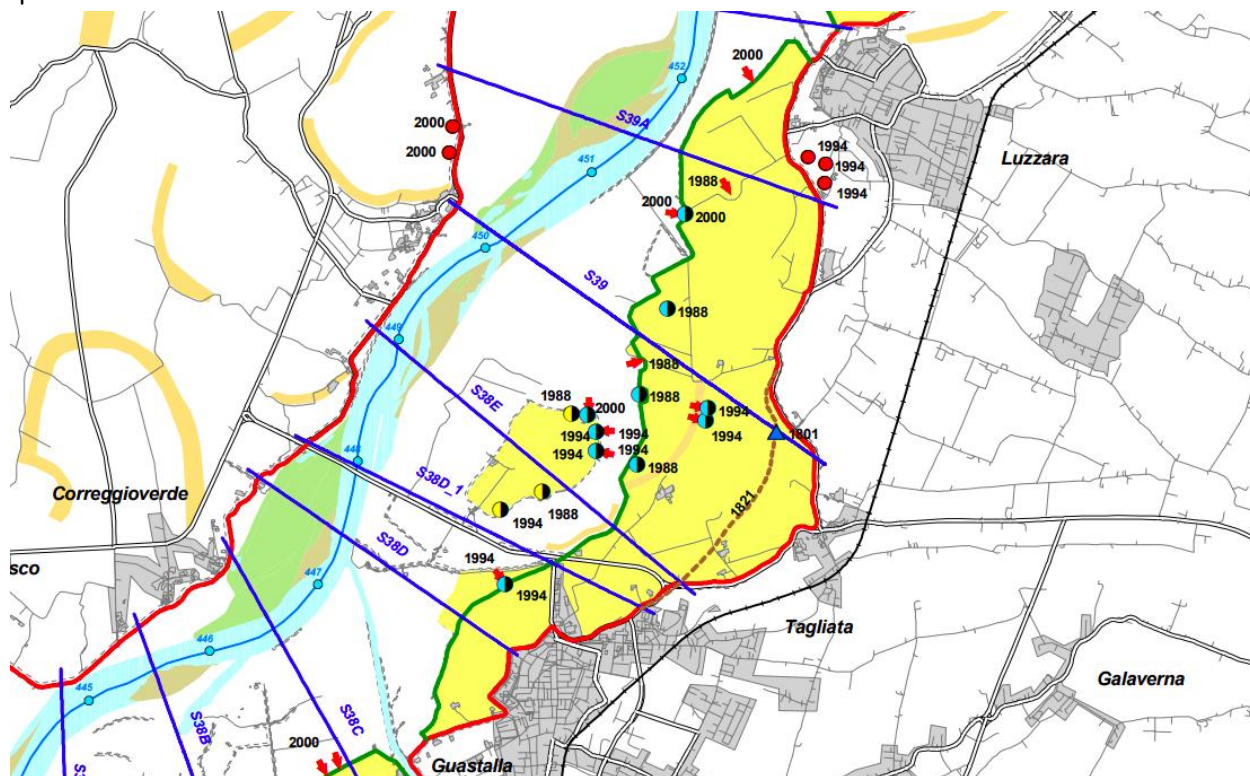 452
2000
S39A
2000
2000
451
1994
1994
1994
Luzzara
1988
2000
2000
450
S39
1988
449
1988
S38E
1988
1988
2000
1994
1994
1994
1994
1994
1994
1801
448
S38D_1
1988
Correggioverde
1994
1988
1821
S38D
sco
1994
1994
447
Tagliata
446
Galaverna
445
S38B
S38C
2000
Guastalla